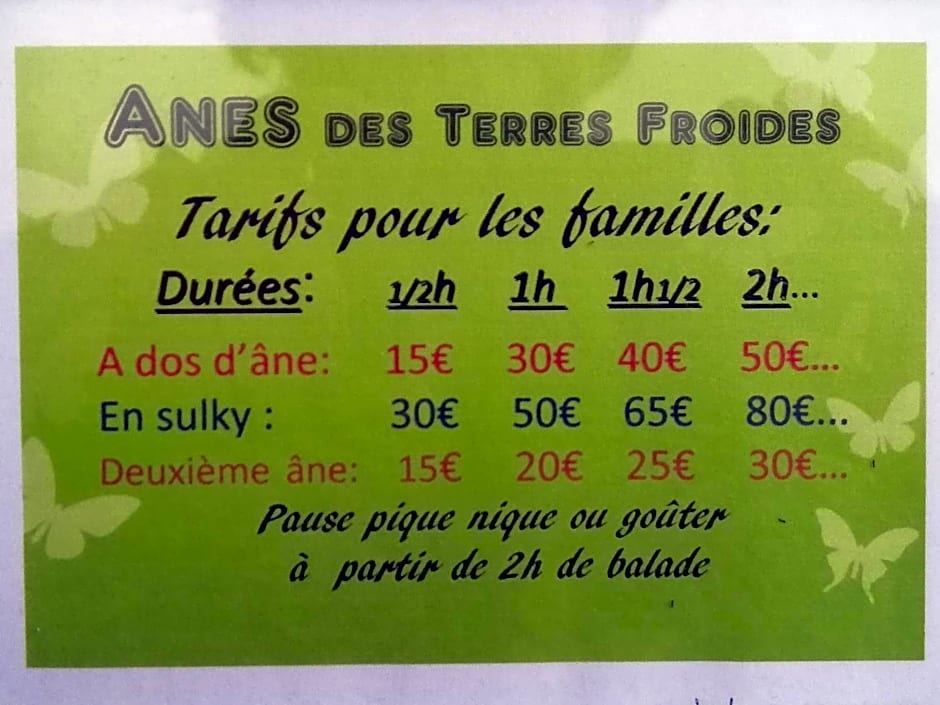 ANES DES TERRES FROIDES
Tarifs pour les familles:
Durées: 1/2h 1h 1h1/2 2h...
A dos d'âne: 15€ 30€ 40€ 50€...
En sulky : 30€ 50€ 65€ 80€...
Deuxième âne: 15€ 20€ 25€ 30€...
Pause pique nique ou goûter
à partir de 2h de balade